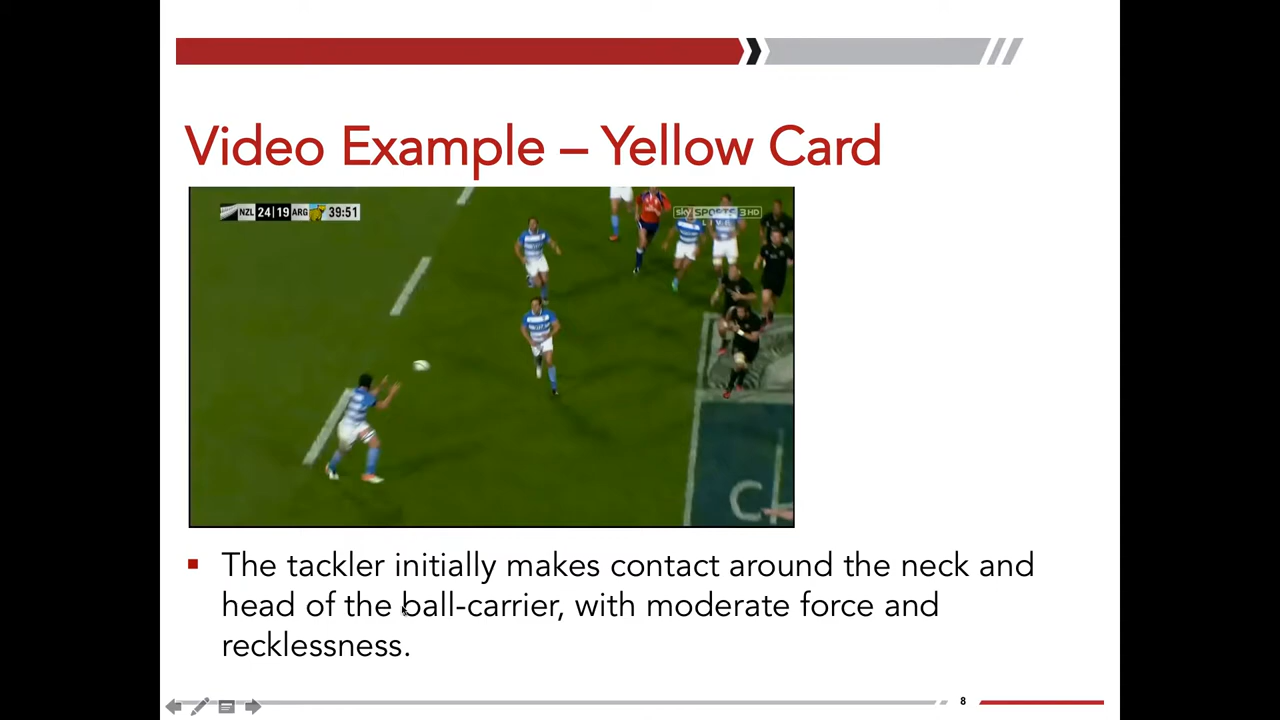 Video Example – Yellow Card
NZL 24|19 ARG 39:51
sky SPORTS 3 HD
LIVE
The tackler initially makes contact around the neck and
head of the ball-carrier, with moderate force and
recklessness.
8